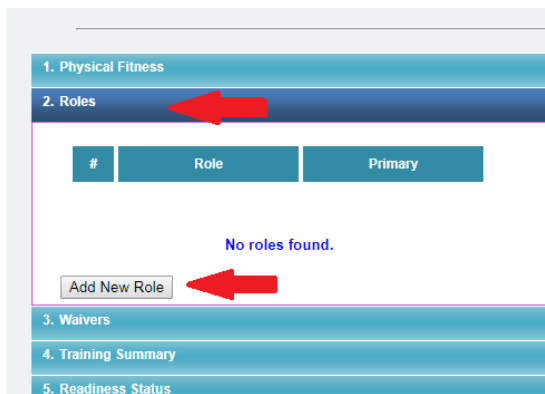 1. Physical Fitness
2. Roles
# Role Primary
No roles found.
Add New Role
3. Waivers
4. Training Summary
5. Readiness Status